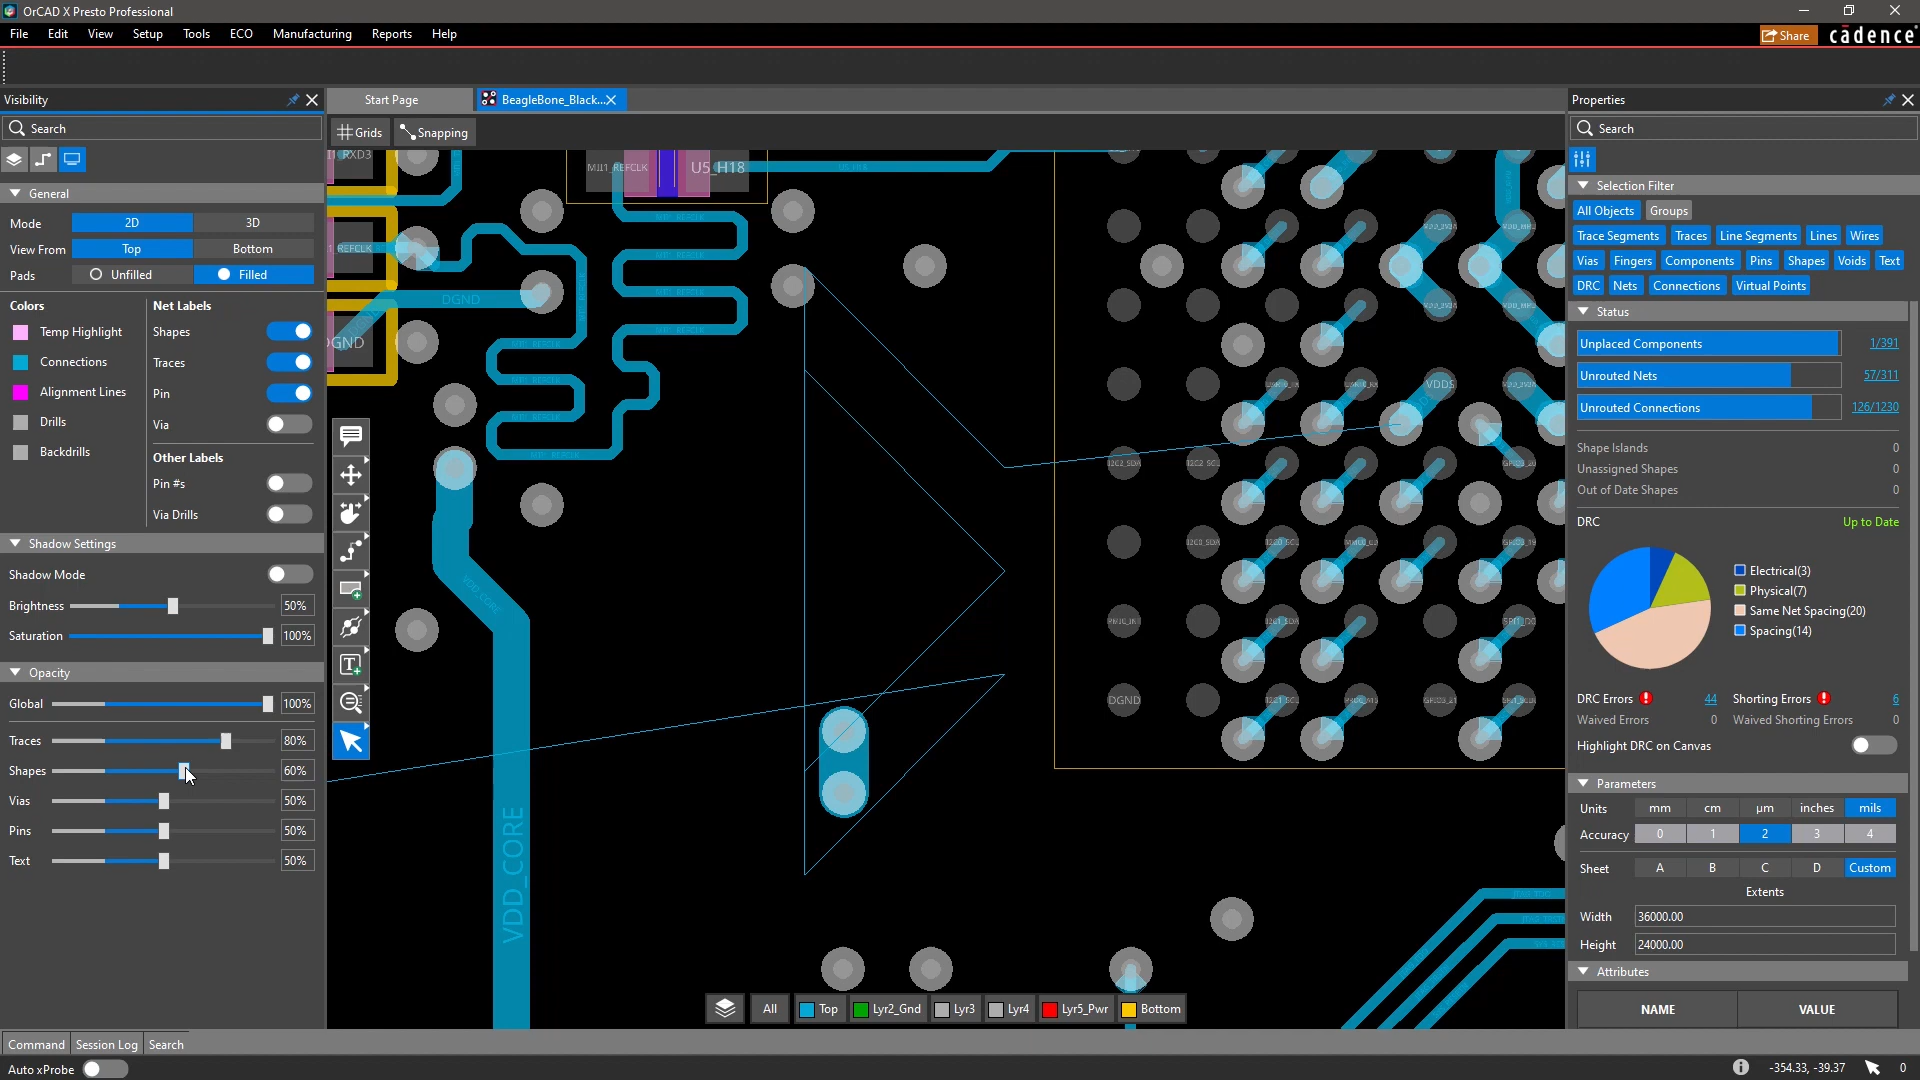 OrCAD X Presto Professional
File Edit View Setup Tools ECO Manufacturing Reports Help
Share
cādence
Visibility
Search
General
Mode 2D 3D
View From Top Bottom
Pads Unfilled Filled
Colors
Temp Highlight
Connections
Alignment Lines
Drills
Backdrills
Net Labels
Shapes
Traces
Pin
Via
Other Labels
Pin #s
Via Drills
Shadow Settings
Shadow Mode
Brightness 50%
Saturation 100%
Opacity
Global 100%
Traces 80%
Shapes 60%
Vias 50%
Pins 50%
Text 50%
Start Page
BeagleBone_Black...
Grids Snapping
RXD3
MII1_REFCLK
U5_H18
REFCLK
DGND
DGND
VDD_CORE
VDD_CORE
VDDS
I2C2_SDA
I2C2_SCL
I2C0_SDA
I2C0_SCL
DGND
All Top Lyr2_Gnd Lyr3 Lyr4 Lyr5_Pwr Bottom
Properties
Search
Selection Filter
All Objects Groups
Trace Segments Traces Line Segments Lines Wires
Vias Fingers Components Pins Shapes Voids Text
DRC Nets Connections Virtual Points
Status
Unplaced Components 1/391
Unrouted Nets 57/311
Unrouted Connections 126/1230
Shape Islands 0
Unassigned Shapes 0
Out of Date Shapes 0
DRC Up to Date
Electrical(3)
Physical(7)
Same Net Spacing(20)
Spacing(14)
DRC Errors 44 Shorting Errors 6
Waived Errors 0 Waived Shorting Errors 0
Highlight DRC on Canvas
Parameters
Units mm cm µm inches mils
Accuracy 0 1 2 3 4
Sheet A B C D Custom
Extents
Width 36000.00
Height 24000.00
Attributes
NAME VALUE
Command Session Log Search
Auto xProbe
-354.33, -39.37 0